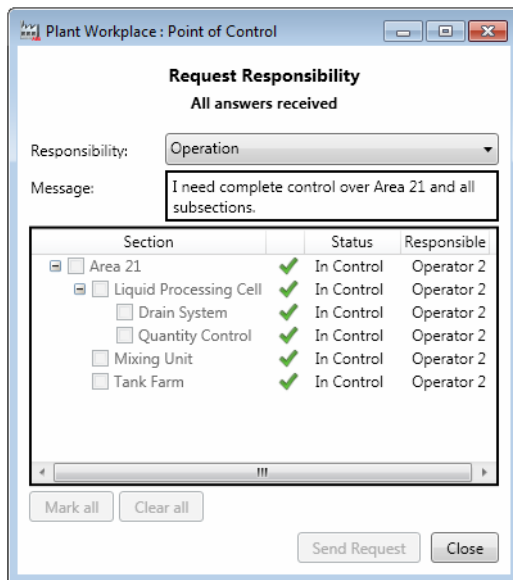 Plant Workplace : Point of Control
Request Responsibility
All answers received
Responsibility: Operation
Message: I need complete control over Area 21 and all
subsections.
Section Status Responsible
Area 21 In Control Operator 2
Liquid Processing Cell In Control Operator 2
Drain System In Control Operator 2
Quantity Control In Control Operator 2
Mixing Unit In Control Operator 2
Tank Farm In Control Operator 2
Mark all Clear all
Send Request Close